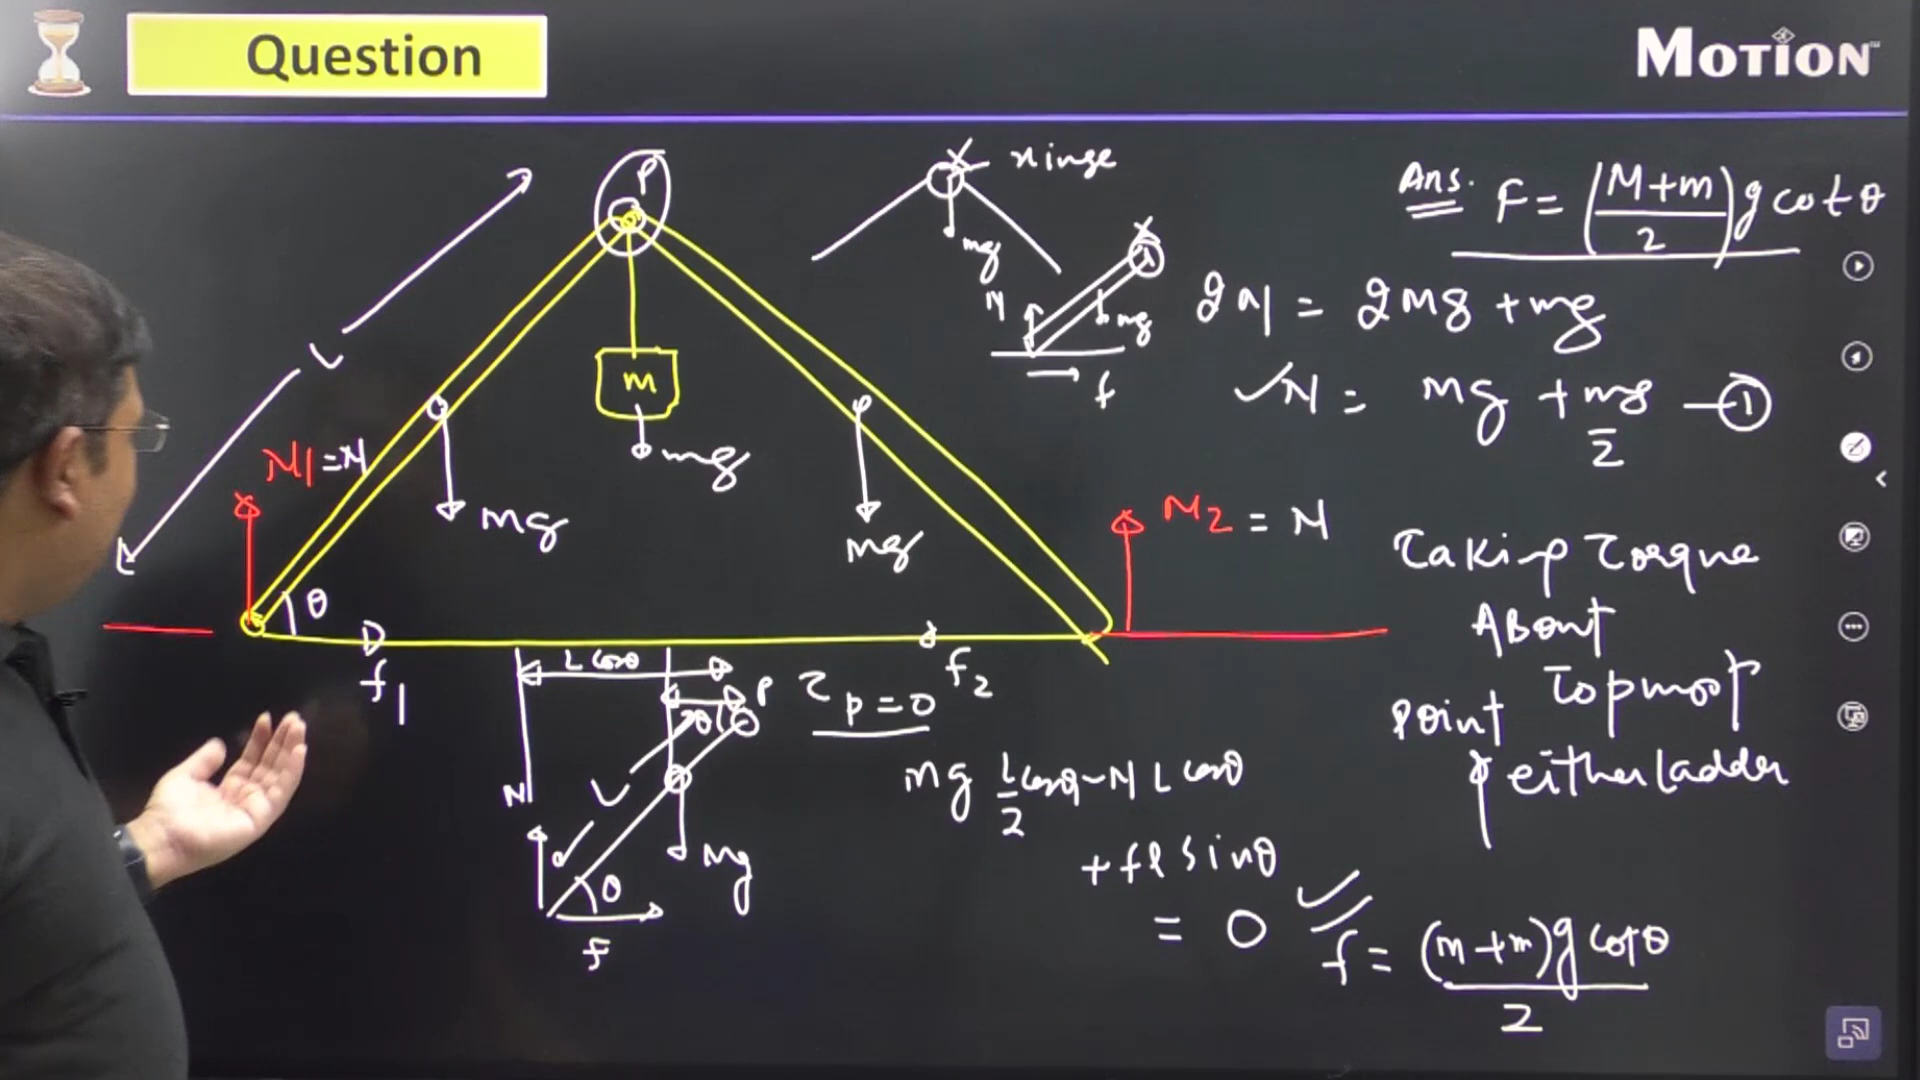 Question
MOTION
P
hinge
mg
Ans. F = (M+m/2) g cot θ
N
mg
f
2N = 2Mg + mg
L
m
N = Mg + mg/2 —①
N1 = N
mg
Mg
Mg
N2 = N
θ
f1
f2
Taking Torque
About
point Topmost
of either ladder
L cosθ
P
τP = 0
θ
L
N
Mg
θ
f
Mg L/2 cosθ - N L cosθ
+ f l sinθ
= 0
f = (M+m)g cotθ/2